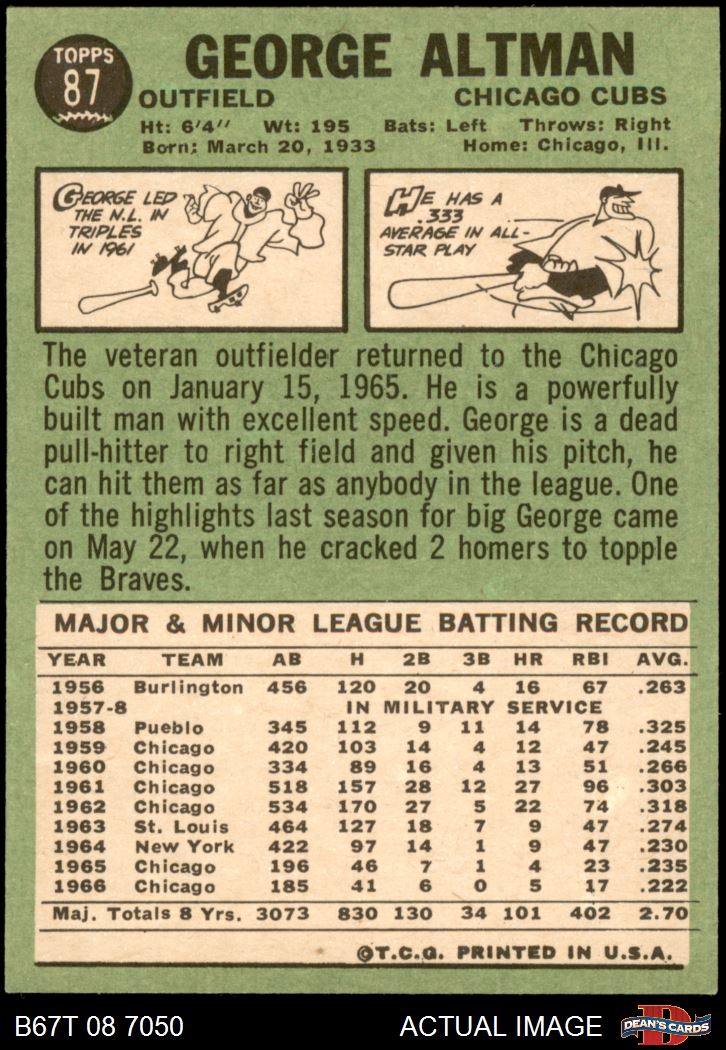 TOPPS
87
GEORGE ALTMAN
OUTFIELD CHICAGO CUBS
Ht: 6'4" Wt: 195 Bats: Left Throws: Right
Born: March 20, 1933 Home: Chicago, Ill.
GEORGE LED
THE N.L. IN
TRIPLES
IN 1961
HE HAS A
.333
AVERAGE IN ALL-
STAR PLAY
The veteran outfielder returned to the Chicago
Cubs on January 15, 1965. He is a powerfully
built man with excellent speed. George is a dead
pull-hitter to right field and given his pitch, he
can hit them as far as anybody in the league. One
of the highlights last season for big George came
on May 22, when he cracked 2 homers to topple
the Braves.
MAJOR & MINOR LEAGUE BATTING RECORD
YEAR TEAM AB H 2B 3B HR RBI AVG.
1956 Burlington 456 120 20 4 16 67 .263
1957-8 IN MILITARY SERVICE
1958 Pueblo 345 112 9 11 14 78 .325
1959 Chicago 420 103 14 4 12 47 .245
1960 Chicago 334 89 16 4 13 51 .266
1961 Chicago 518 157 28 12 27 96 .303
1962 Chicago 534 170 27 5 22 74 .318
1963 St. Louis 464 127 18 7 9 47 .274
1964 New York 422 97 14 1 9 47 .230
1965 Chicago 196 46 7 1 4 23 .235
1966 Chicago 185 41 6 0 5 17 .222
Maj. Totals 8 Yrs. 3073 830 130 34 101 402 2.70
©T.C.G. PRINTED IN U.S.A.
B67T 08 7050 ACTUAL IMAGE
D
DEAN'S CARDS